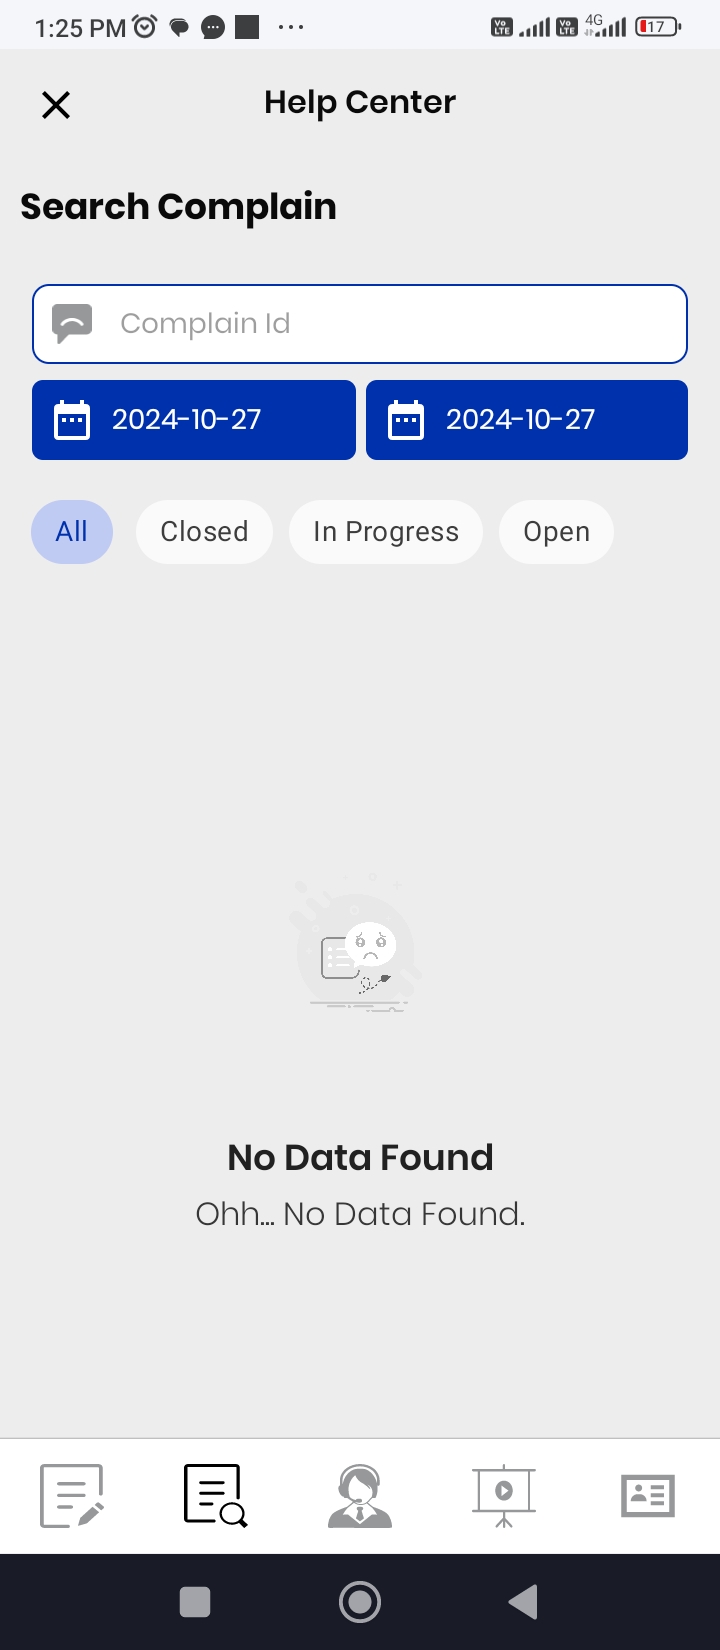 1:25 PM
Vo LTE Vo LTE 4G 17
Help Center
Search Complain
Complain Id
2024-10-27 2024-10-27
All Closed In Progress Open
No Data Found
Ohh... No Data Found.